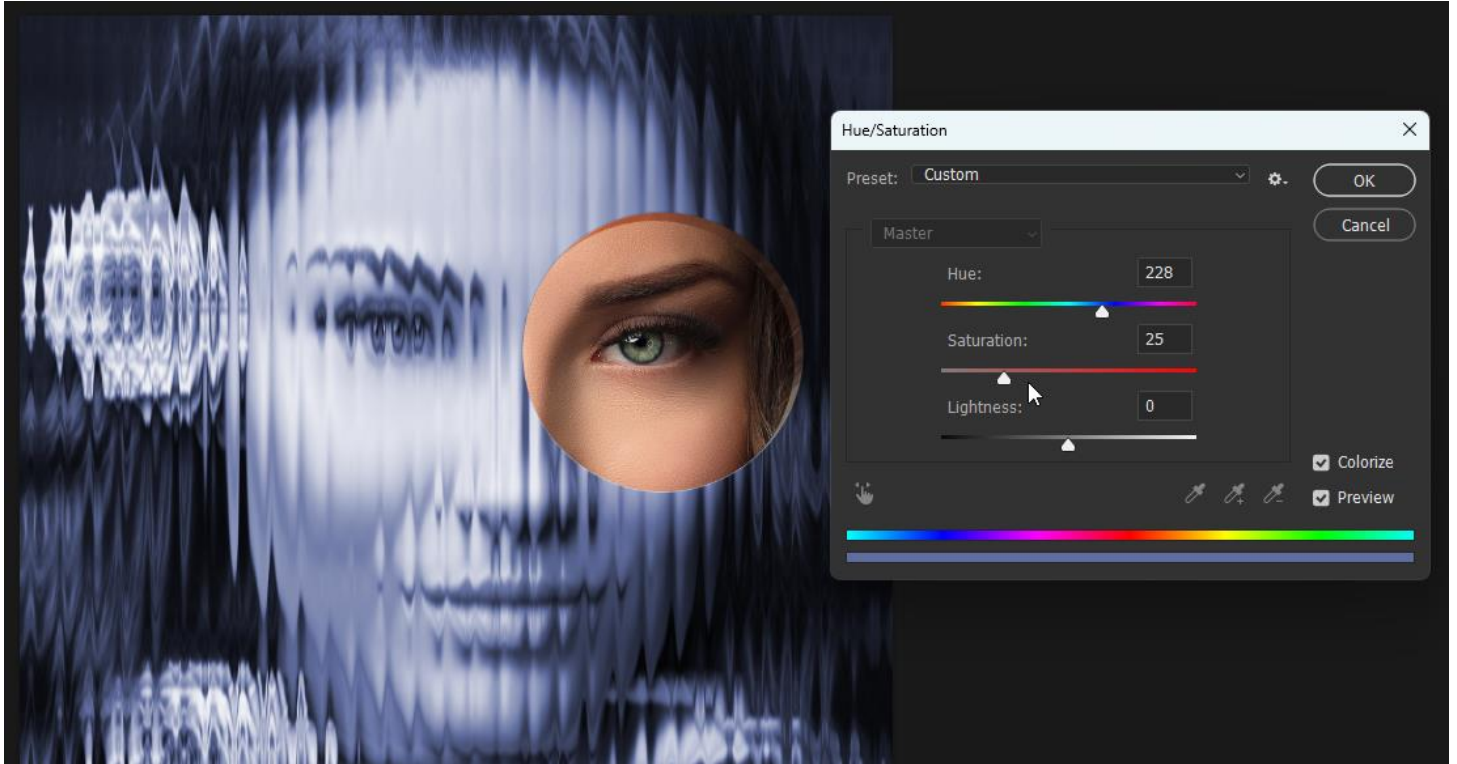 Hue/Saturation
Preset: Custom
OK
Master
Cancel
Hue: 228
Saturation: 25
Lightness: 0
Colorize
Preview